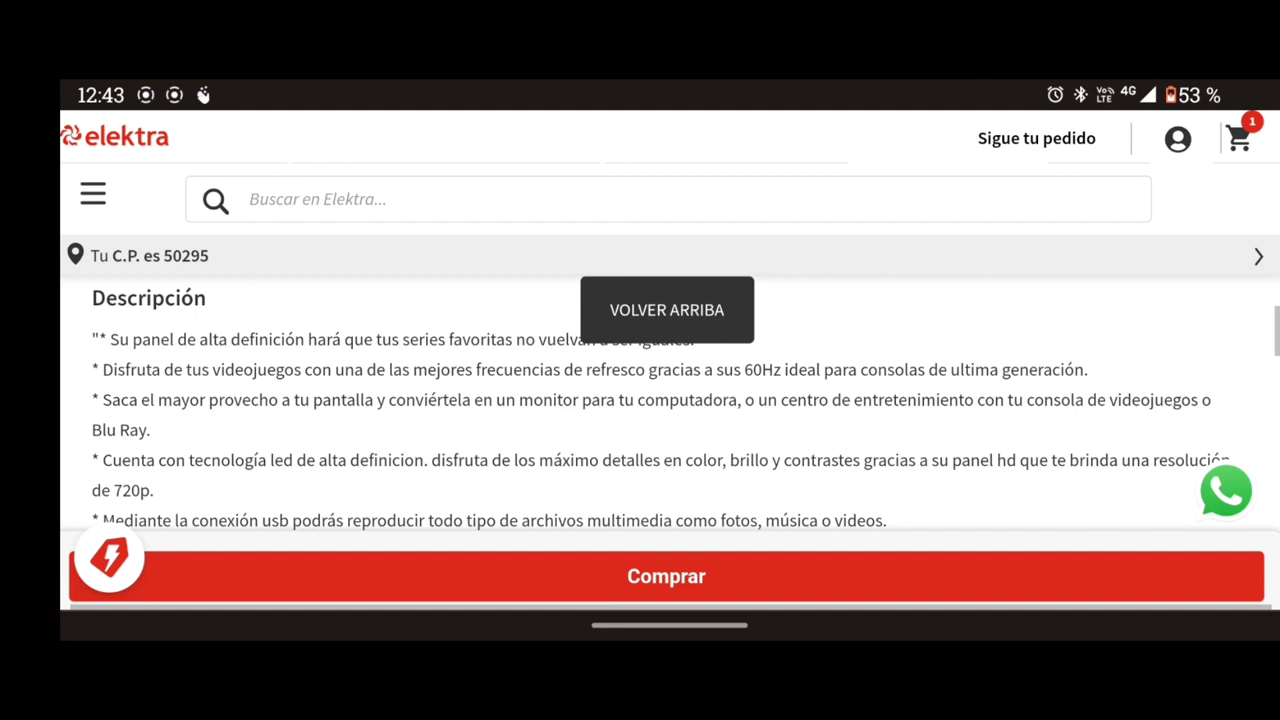 12:43 VoLTE 4G 53 %
elektra
Sigue tu pedido
1
Buscar en Elektra...
Tu C.P. es 50295
Descripción
VOLVER ARRIBA
"* Su panel de alta definición hará que tus series favoritas no vuelvan a ser iguales.
* Disfruta de tus videojuegos con una de las mejores frecuencias de refresco gracias a sus 60Hz ideal para consolas de ultima generación.
* Saca el mayor provecho a tu pantalla y conviértela en un monitor para tu computadora, o un centro de entretenimiento con tu consola de videojuegos o
Blu Ray.
* Cuenta con tecnología led de alta definicion. disfruta de los máximo detalles en color, brillo y contrastes gracias a su panel hd que te brinda una resolución
de 720p.
* Mediante la conexión usb podrás reproducir todo tipo de archivos multimedia como fotos, música o videos.
Comprar